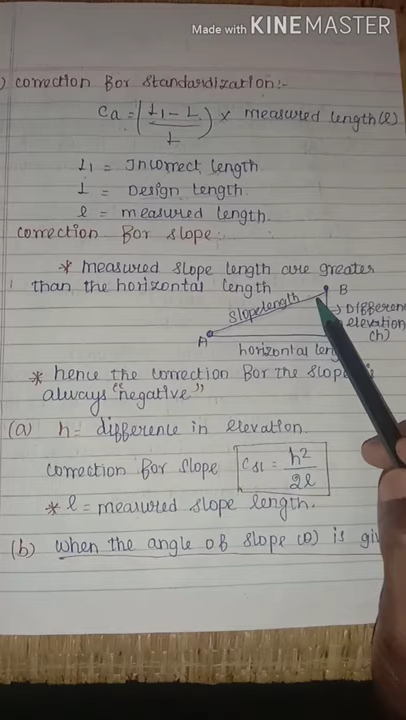 Made with KINEMASTER
) correction for standardization:-
Ca = (L1 - L / L) × measured length(l)
L1 = Incorrect length
L = Design length.
l = measured length.
correction for slope:-
* measured slope length are greater
than the horizontal length
B
slope length
→ Different
elevation
(h)
A
horizontal leng
* hence the correction for the slope is
always "negative"
(a) h = difference in elevation.
correction for slope Csl = h²/2l
* l = measured slope length.
(b) when the angle of slope (θ) is gi